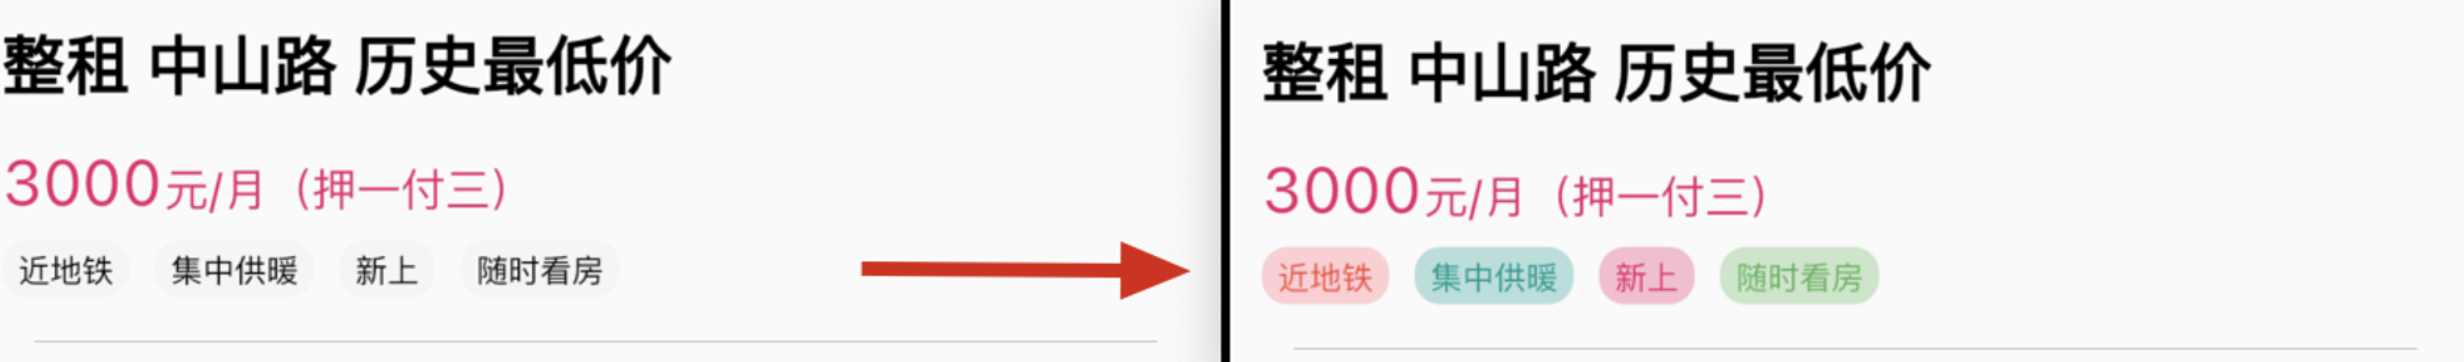 整租 中山路 历史最低价
3000元/月（押一付三）
近地铁 集中供暖 新上 随时看房
整租 中山路 历史最低价
3000元/月（押一付三）
近地铁 集中供暖 新上 随时看房